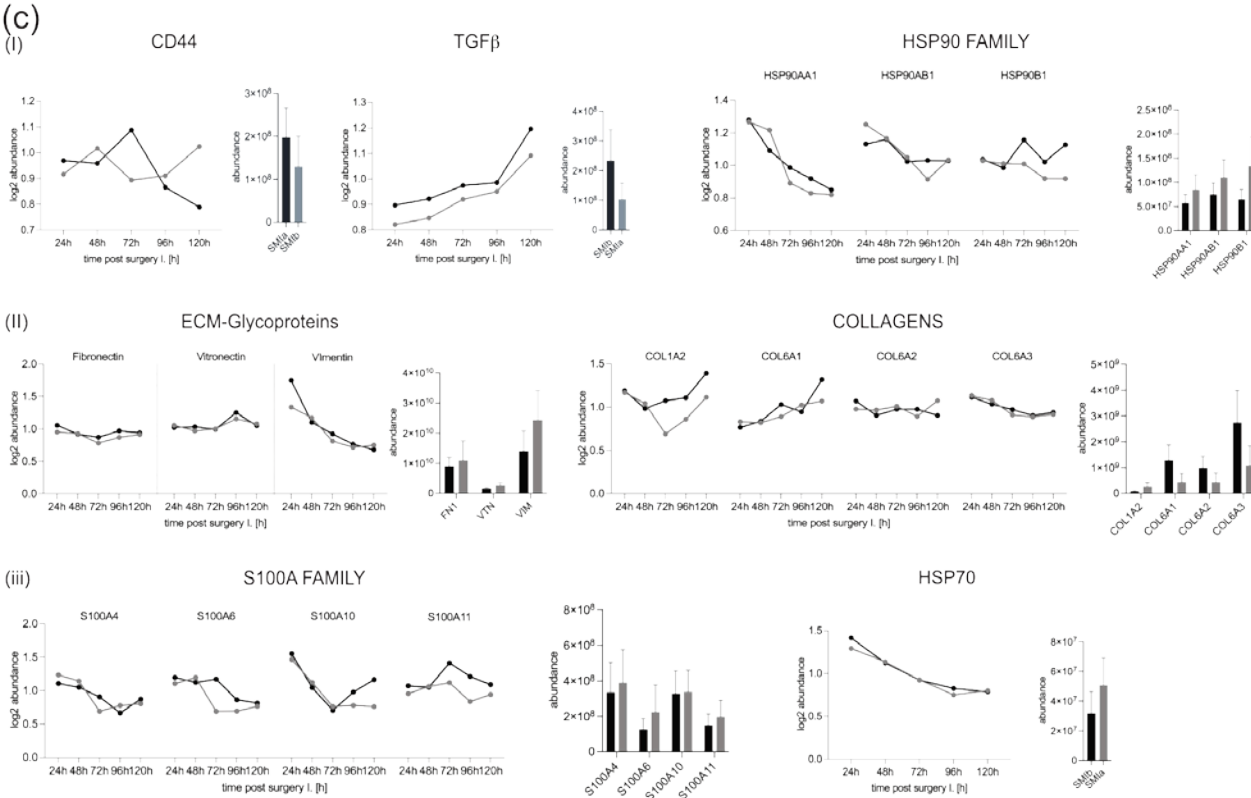 (c)
(I)
CD44
TGFβ
HSP90 FAMILY
HSP90AA1 HSP90AB1 HSP90B1
log2 abundance
1.2
1.1
1.0
0.9
0.8
0.7
24h 48h 72h 96h 120h
time post surgery I. [h]
abundance
3×10⁸
2×10⁸
1×10⁸
0
SMIa
SMIb
log2 abundance
1.3
1.2
1.1
1.0
0.9
0.8
24h 48h 72h 96h 120h
time post surgery I. [h]
abundance
4×10⁸
3×10⁸
2×10⁸
1×10⁸
0
SMIb
SMIa
log2 abundance
1.4
1.2
1.0
0.8
0.6
24h 48h 72h 96h120h 24h 48h 72h 96h120h 24h 48h 72h 96h120h
time post surgery I. [h]
abundance
2.5×10⁸
2.0×10⁸
1.5×10⁸
1.0×10⁸
5.0×10⁷
0.0
HSP90AA1
HSP90AB1
HSP90B1
(II)
ECM-Glycoproteins
COLLAGENS
Fibronectin Vitronectin VImentin
log2 abundance
2.0
1.5
1.0
0.5
0.0
24h 48h 72h 96h120h 24h 48h 72h 96h120h 24h 48h 72h 96h120h
time post surgery I. [h]
abundance
4×10¹⁰
3×10¹⁰
2×10¹⁰
1×10¹⁰
0
FN1
VTN
VIM
COL1A2 COL6A1 COL6A2 COL6A3
log2 abundance
1.5
1.0
0.5
0.0
24h 48h 72h 96h120h 24h 48h 72h 96h120h 24h 48h 72h 96h120h 24h 48h 72h 96h120h
time post surgery I. [h]
abundance
5×10⁹
4×10⁹
3×10⁹
2×10⁹
1×10⁹
0
COL1A2
COL6A1
COL6A2
COL6A3
(iii)
S100A FAMILY
HSP70
S100A4 S100A6 S100A10 S100A11
log2 abundance
2.0
1.5
1.0
0.5
0.0
24h 48h 72h 96h120h 24h 48h 72h 96h120h 24h 48h 72h 96h120h 24h 48h 72h 96h120h
time post surgery I. [h]
abundance
8×10⁸
6×10⁸
4×10⁸
2×10⁸
0
S100A4
S100A6
S100A10
S100A11
log2 abundance
1.5
1.0
0.5
0.0
24h 48h 72h 96h 120h
time post surgery I. [h]
abundance
8×10⁷
6×10⁷
4×10⁷
2×10⁷
0
SMIb
SMIa